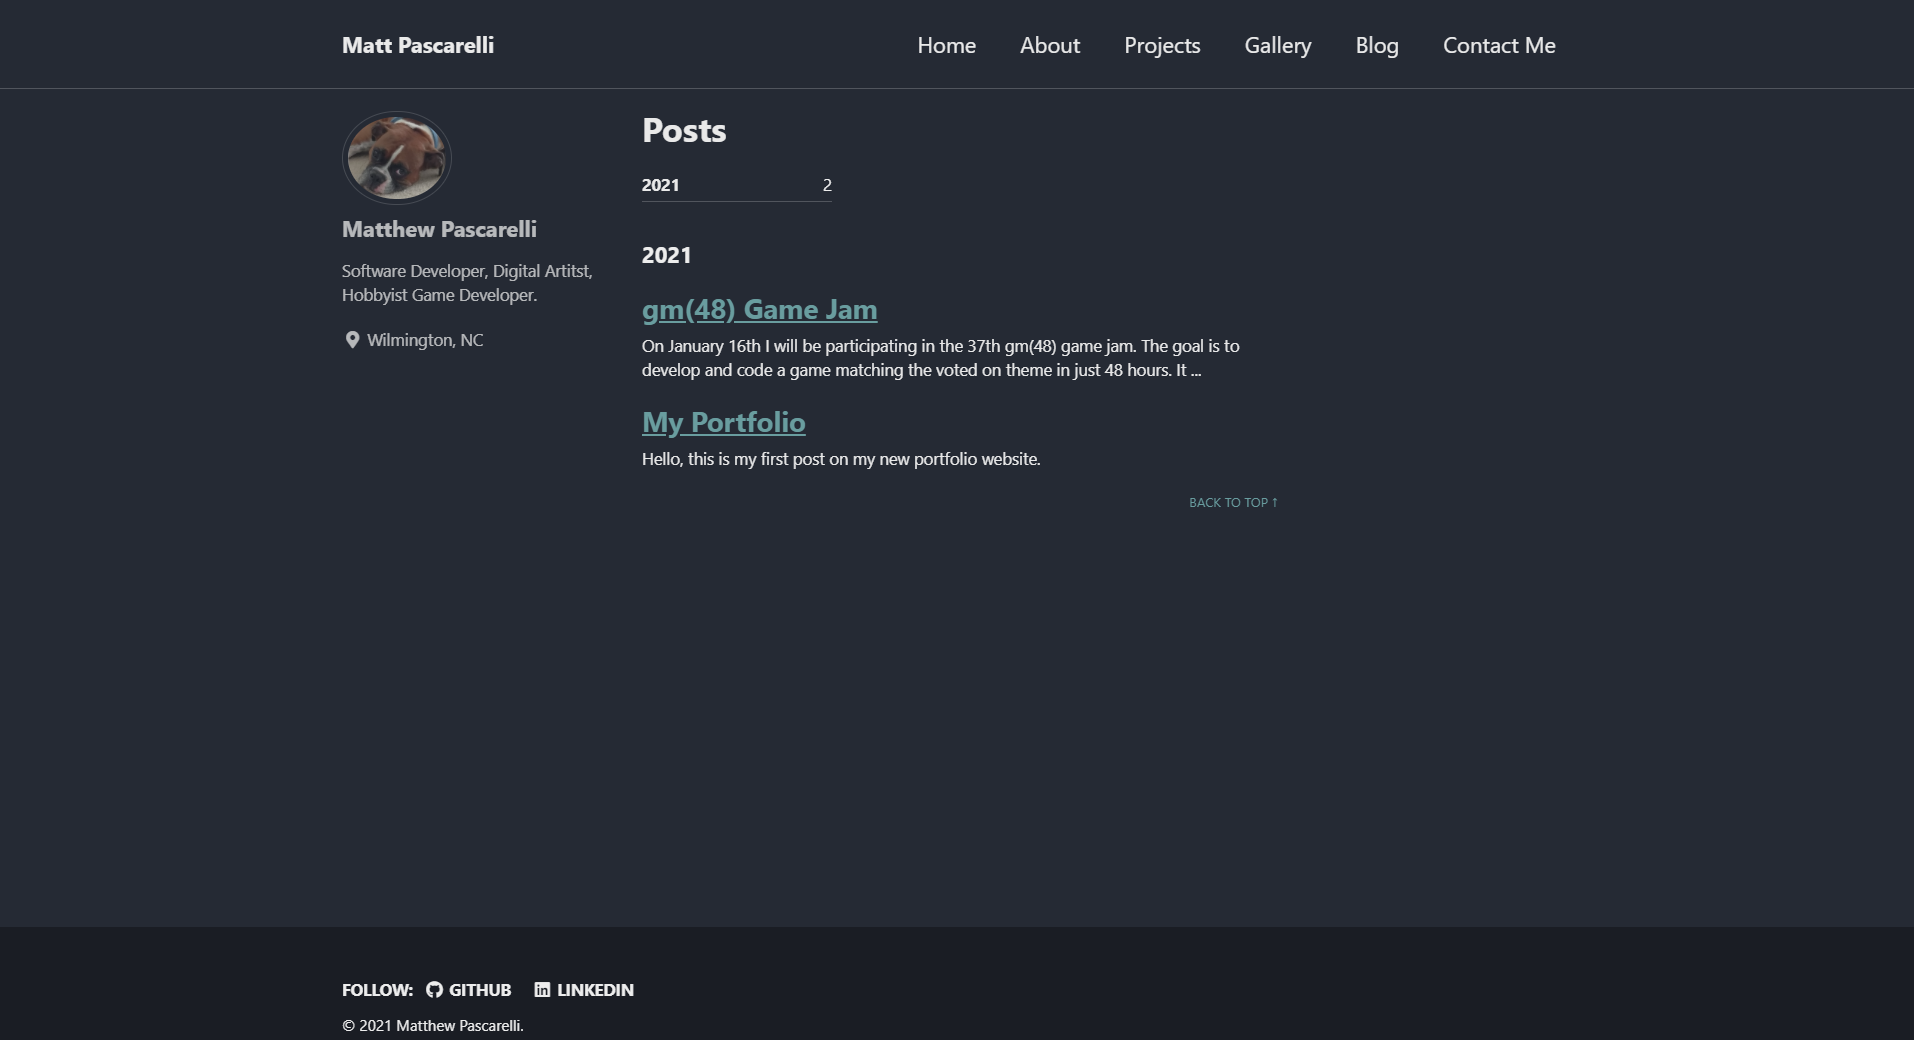 Matt Pascarelli
Home About Projects Gallery Blog Contact Me
Matthew Pascarelli
Software Developer, Digital Artitst,
Hobbyist Game Developer.
Wilmington, NC
Posts
2021 2
2021
gm(48) Game Jam
On January 16th I will be participating in the 37th gm(48) game jam. The goal is to
develop and code a game matching the voted on theme in just 48 hours. It ...
My Portfolio
Hello, this is my first post on my new portfolio website.
BACK TO TOP ↑
FOLLOW: GITHUB LINKEDIN
© 2021 Matthew Pascarelli.